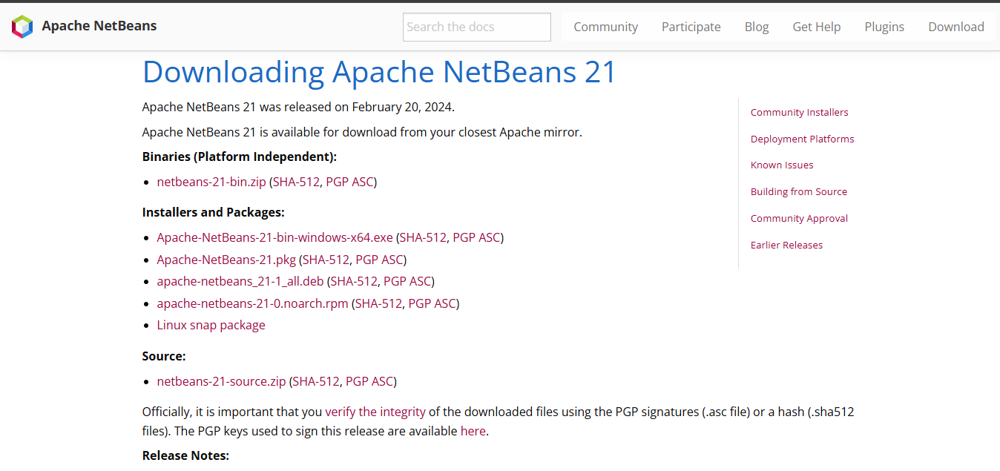 Apache NetBeans
Search the docs
Community
Participate
Blog
Get Help
Plugins
Download
Downloading Apache NetBeans 21
Apache NetBeans 21 was released on February 20, 2024.
Apache NetBeans 21 is available for download from your closest Apache mirror.
Binaries (Platform Independent):
netbeans-21-bin.zip (SHA-512, PGP ASC)
Installers and Packages:
Apache-NetBeans-21-bin-windows-x64.exe (SHA-512, PGP ASC)
Apache-NetBeans-21.pkg (SHA-512, PGP ASC)
apache-netbeans_21-1_all.deb (SHA-512, PGP ASC)
apache-netbeans-21-0.noarch.rpm (SHA-512, PGP ASC)
Linux snap package
Source:
netbeans-21-source.zip (SHA-512, PGP ASC)
Officially, it is important that you verify the integrity of the downloaded files using the PGP signatures (.asc file) or a hash (.sha512
files). The PGP keys used to sign this release are available here.
Release Notes:
Community Installers
Deployment Platforms
Known Issues
Building from Source
Community Approval
Earlier Releases